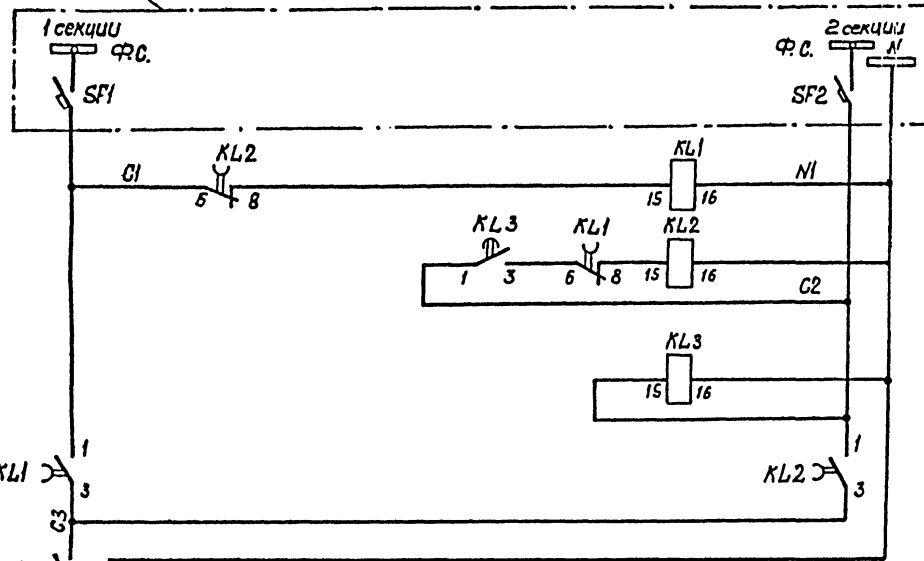 1 секции
Ф.С.
SF1
2 секции
Ф.С.
N
SF2
KL2
C1
6 8
KL1
15 16
N1
KL3
1 3
KL1
6 8
KL2
15 16
C2
KL3
15 16
KL1
1
3
C3
KL2
1
3